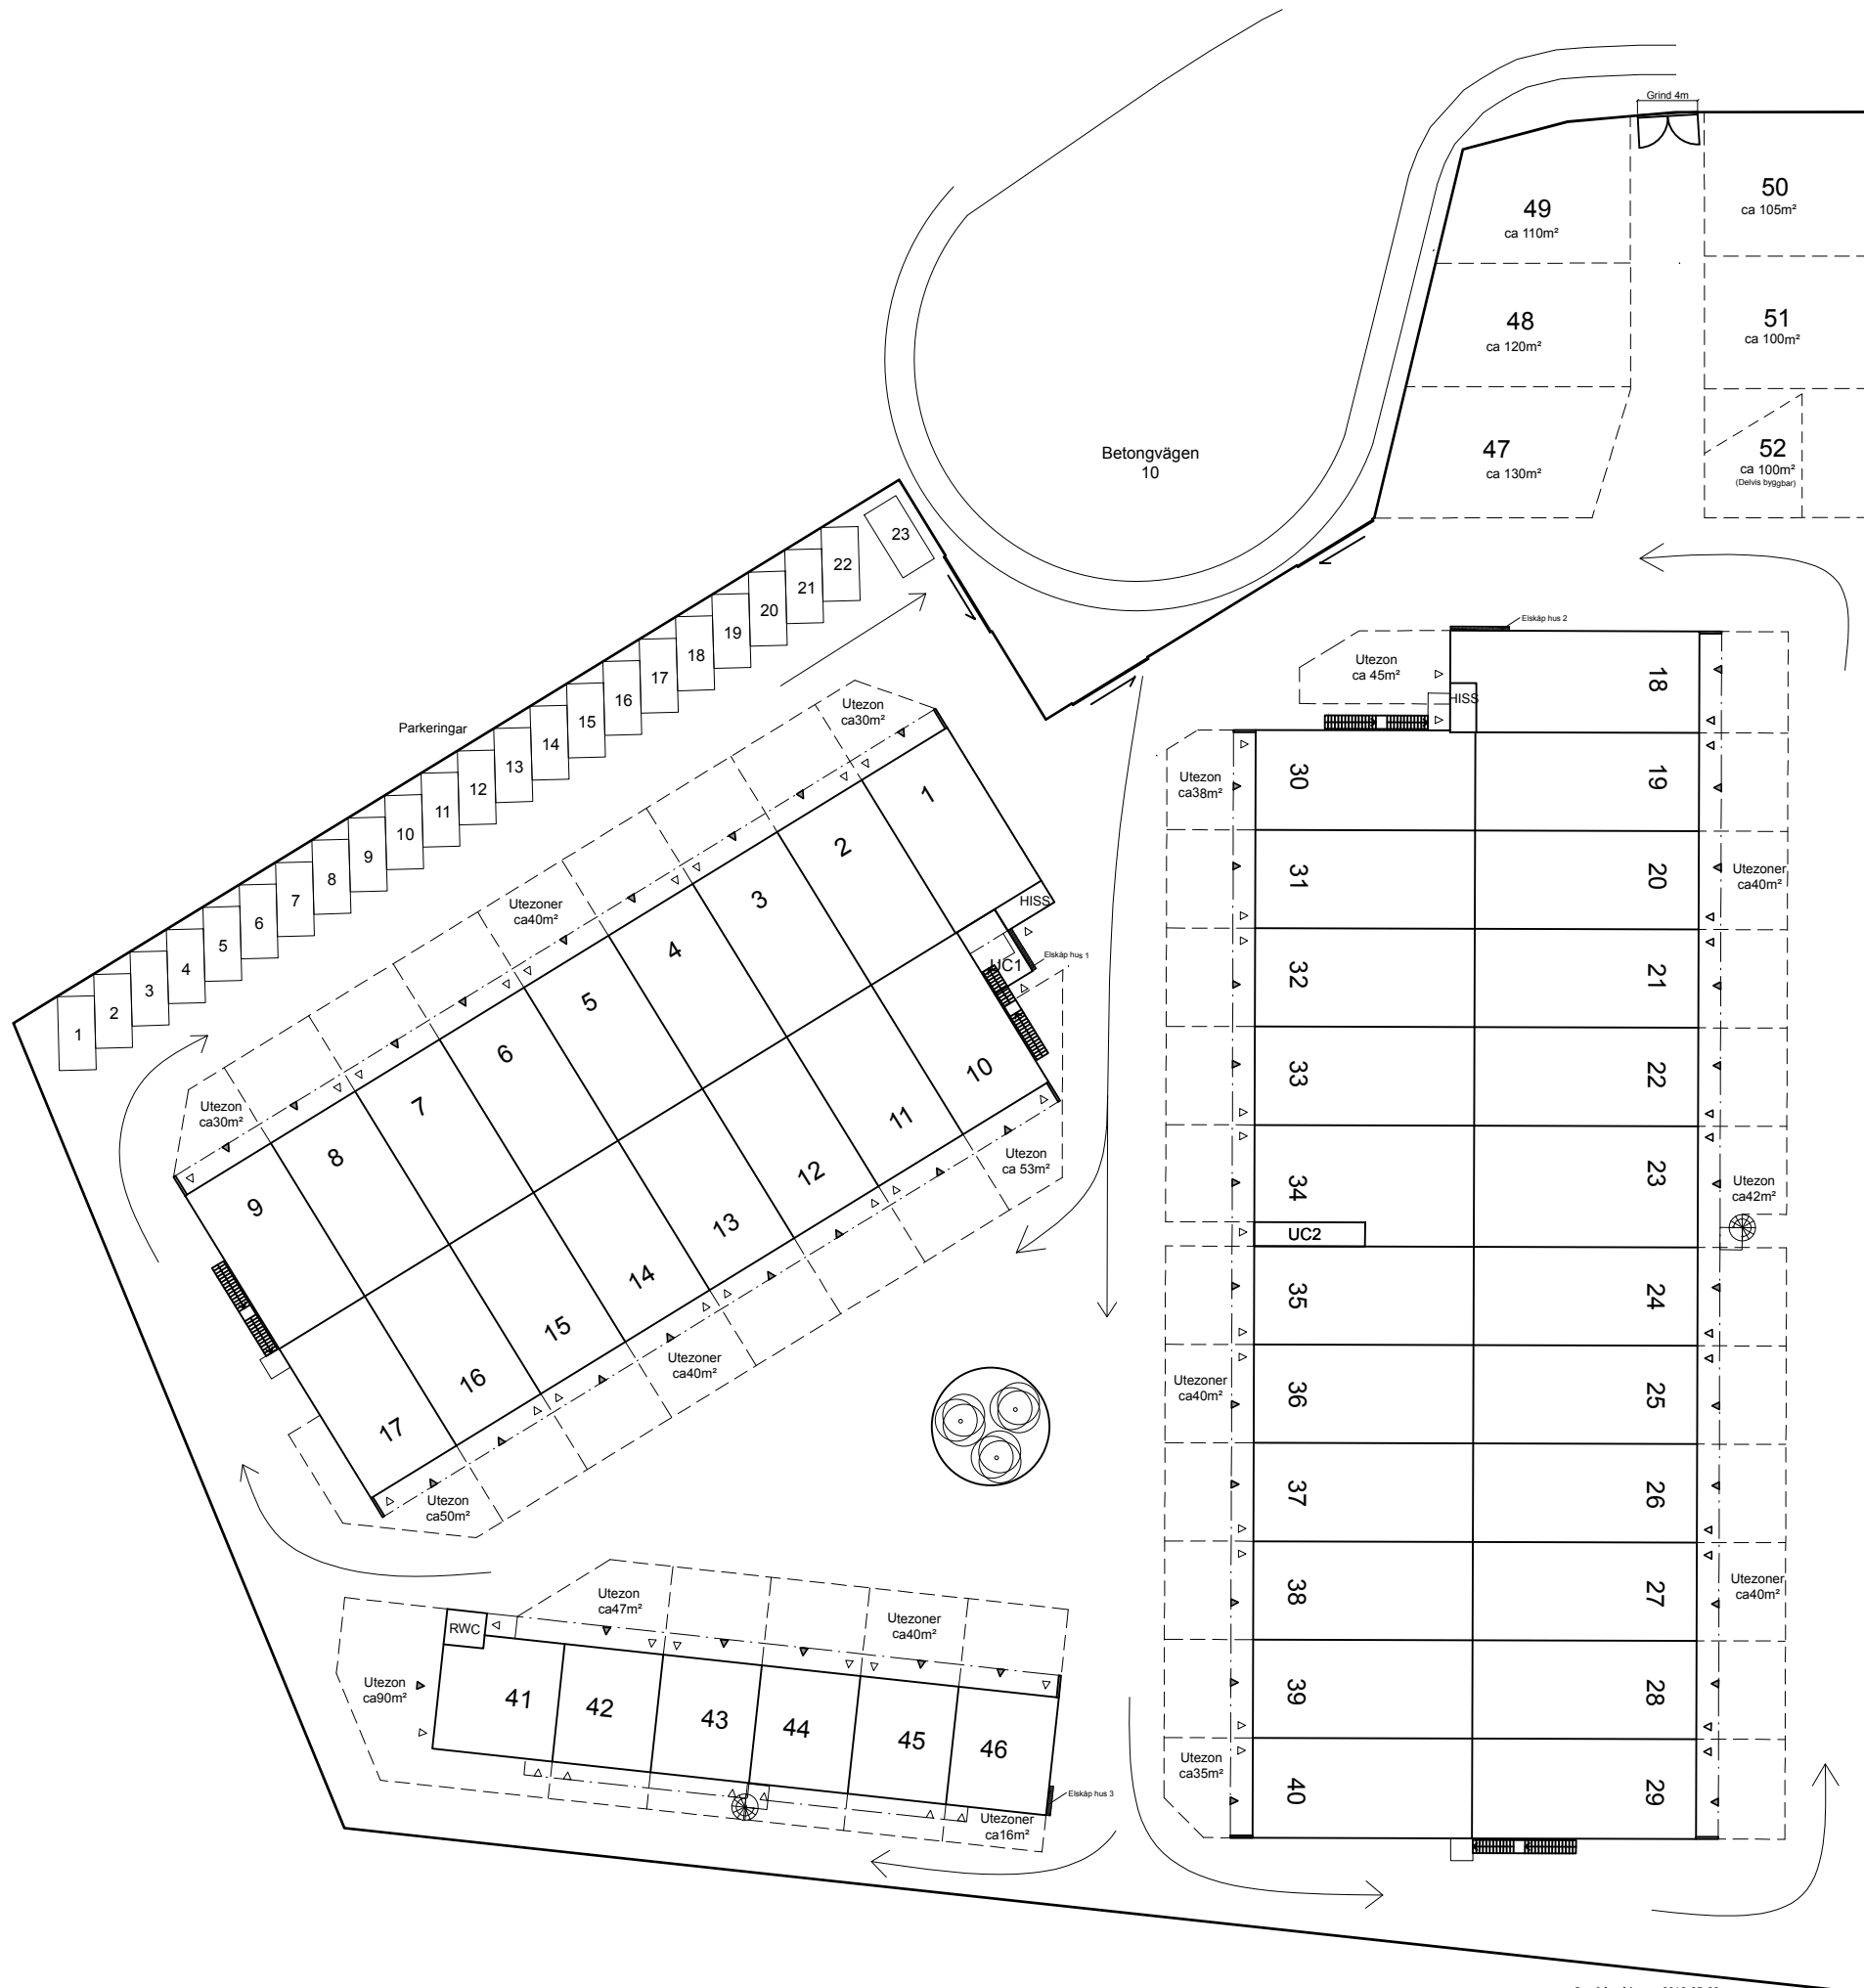 Grind 4m
49
ca 110m²
50
ca 105m²
48
ca 120m²
51
ca 100m²
47
ca 130m²
52
ca 100m²
(Delvis byggbar)
Betongvägen
10
Parkeringar
1
2
3
4
5
6
7
8
9
10
11
12
13
14
15
16
17
18
19
20
21
22
23
Utezon
ca30m²
Utezoner
ca40m²
Utezon
ca30m²
1
2
3
4
5
6
7
8
9
HISS
UC1
Elskåp hus 1
10
11
12
13
14
15
16
17
Utezon
ca 53m²
Utezoner
ca40m²
Utezon
ca50m²
Elskåp hus 2
Utezon
ca 45m²
HISS
18
19
20
21
22
23
24
25
26
27
28
29
Utezoner
ca40m²
Utezon
ca42m²
Utezoner
ca40m²
Utezon
ca38m²
30
31
32
33
34
UC2
35
36
37
38
39
40
Utezoner
ca40m²
Utezon
ca35m²
Utezon
ca47m²
Utezoner
ca40m²
RWC
Utezon
ca90m²
41
42
43
44
45
46
Elskåp hus 3
Utezoner
ca16m²